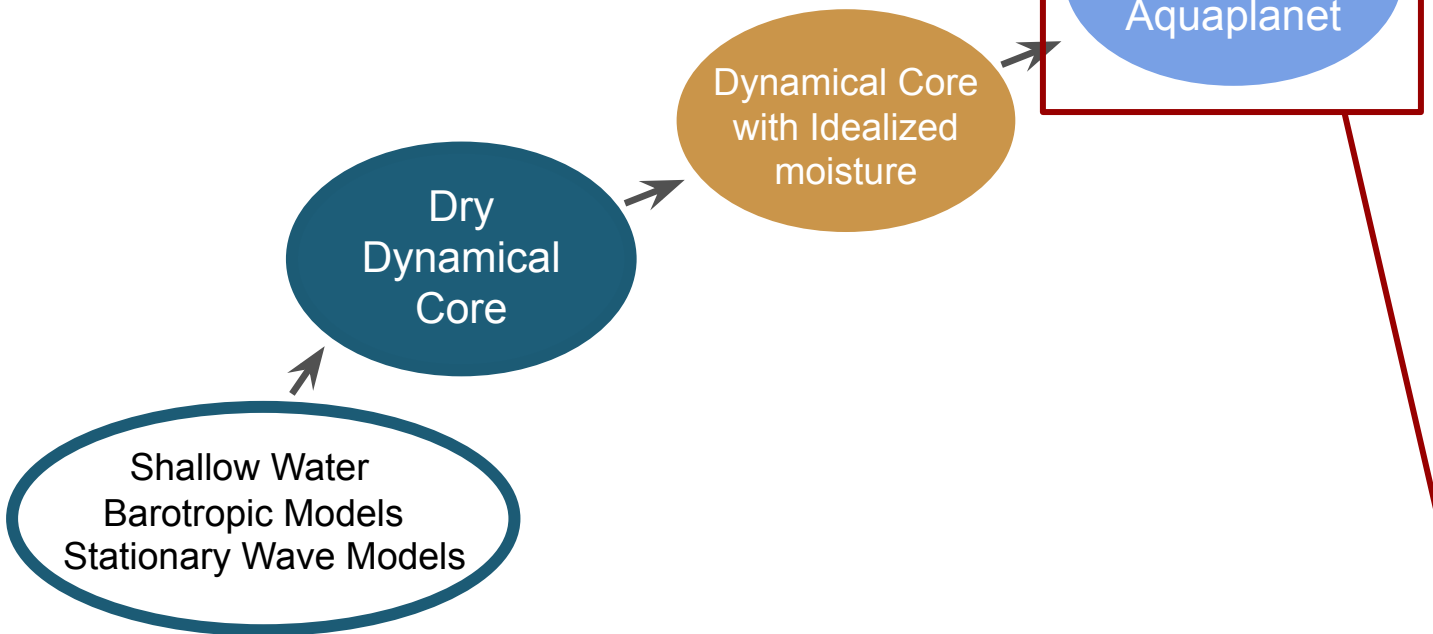 Aquaplanet
Dynamical Core
with Idealized
moisture
Dry
Dynamical
Core
Shallow Water
Barotropic Models
Stationary Wave Models